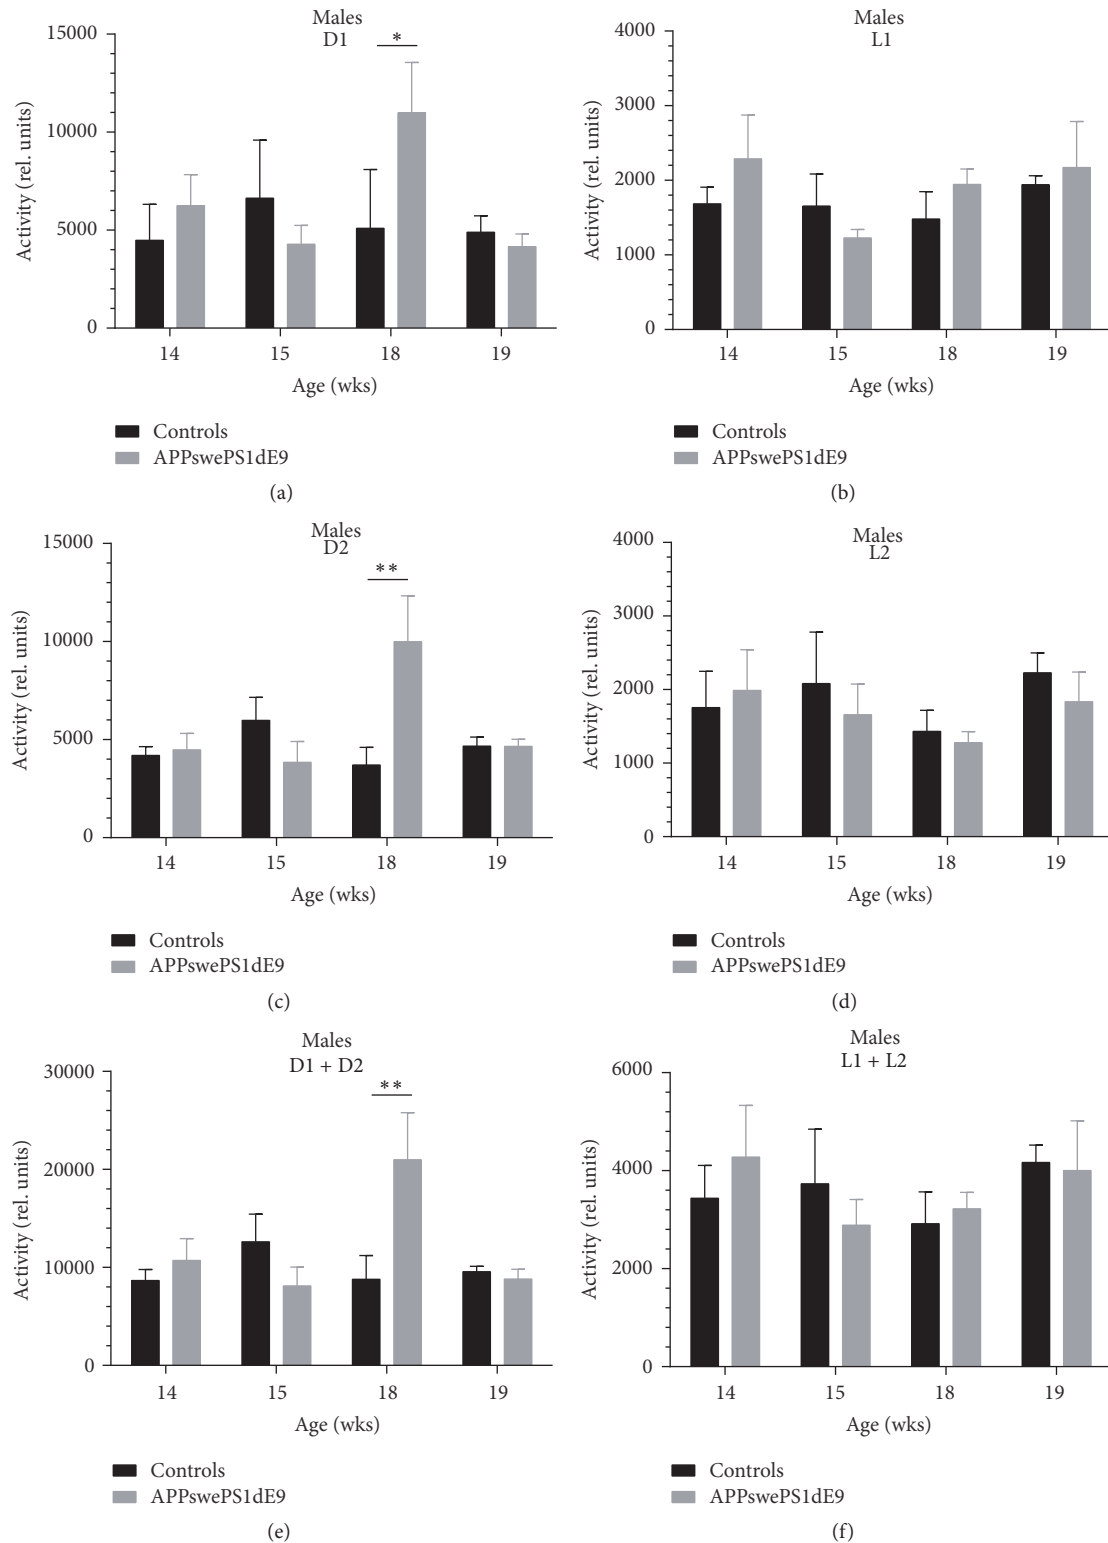 Males
D1
*
15000
10000
5000
0
Activity (rel. units)
14 15 18 19
Age (wks)
Controls
APPswePS1dE9
(a)
Males
L1
4000
3000
2000
1000
0
Activity (rel. units)
14 15 18 19
Age (wks)
Controls
APPswePS1dE9
(b)
Males
D2
**
15000
10000
5000
0
Activity (rel. units)
14 15 18 19
Age (wks)
Controls
APPswePS1dE9
(c)
Males
L2
4000
3000
2000
1000
0
Activity (rel. units)
14 15 18 19
Age (wks)
Controls
APPswePS1dE9
(d)
Males
D1 + D2
**
30000
20000
10000
0
Activity (rel. units)
14 15 18 19
Age (wks)
Controls
APPswePS1dE9
(e)
Males
L1 + L2
6000
4000
2000
0
Activity (rel. units)
14 15 18 19
Age (wks)
Controls
APPswePS1dE9
(f)